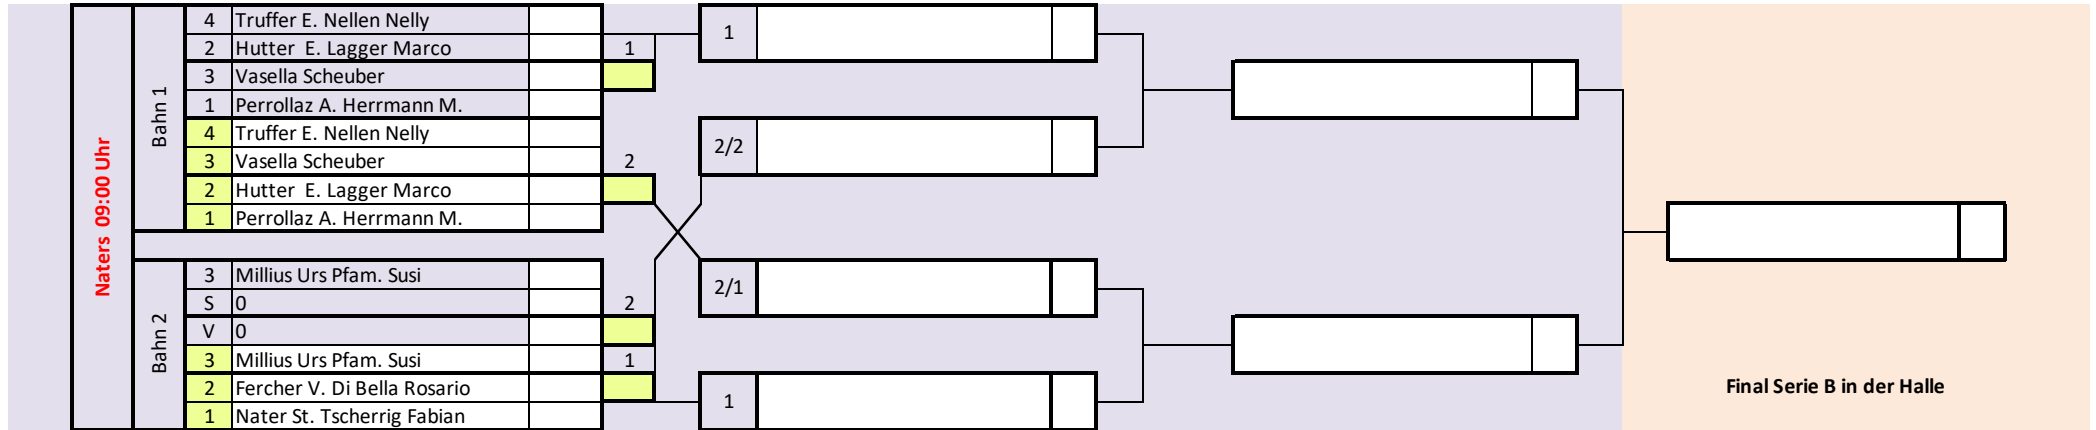 Naters 09:00 Uhr
Bahn 1
4 Truffer E. Nellen Nelly
2 Hutter E. Lagger Marco 1
3 Vasella Scheuber
1 Perrollaz A. Herrmann M.
4 Truffer E. Nellen Nelly
3 Vasella Scheuber 2
2 Hutter E. Lagger Marco
1 Perrollaz A. Herrmann M.
Bahn 2
3 Millius Urs Pfam. Susi
S 0 2
V 0
3 Millius Urs Pfam. Susi 1
2 Fercher V. Di Bella Rosario
1 Nater St. Tscherrig Fabian
1
2/2
2/1
1
Final Serie B in der Halle